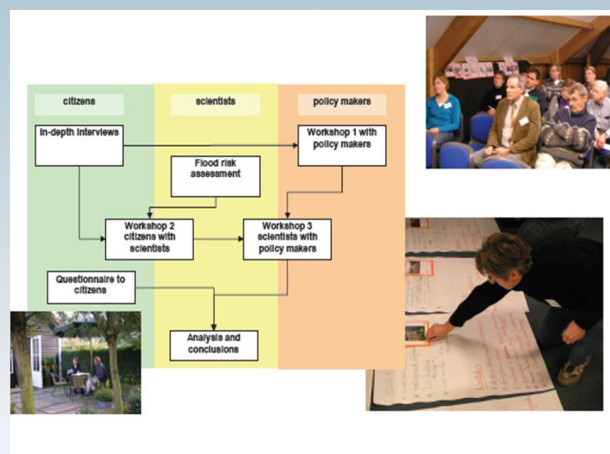 citizens
scientists
policy makers
In-depth interviews
Workshop 1 with
policy makers
Flood risk
assessment
Workshop 2
citizens with
scientists
Workshop 3
scientists with
policy makers
Questionnaire to
citizens
Analysis and
conclusions